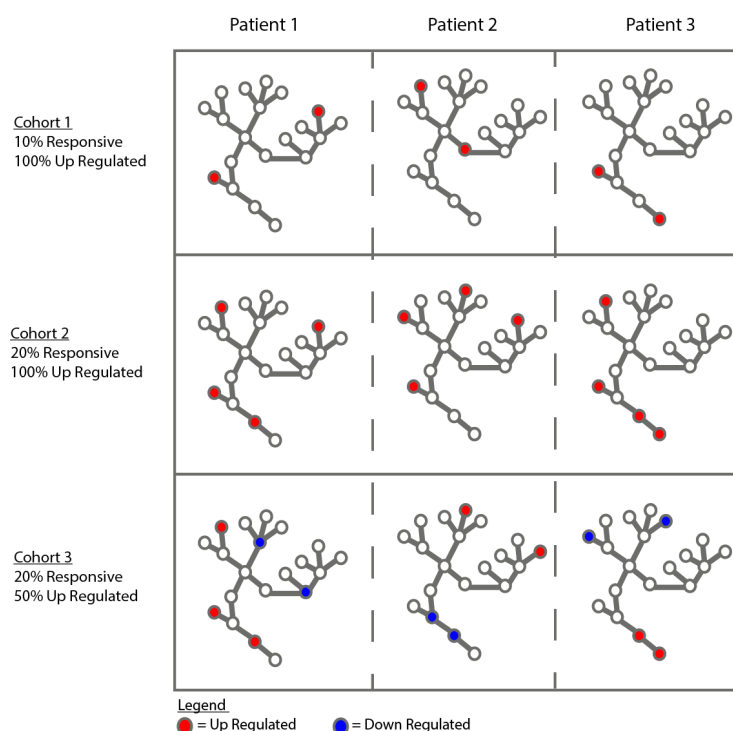 Patient 1
Patient 2
Patient 3
Cohort 1
10% Responsive
100% Up Regulated
Cohort 2
20% Responsive
100% Up Regulated
Cohort 3
20% Responsive
50% Up Regulated
Legend
= Up Regulated
= Down Regulated